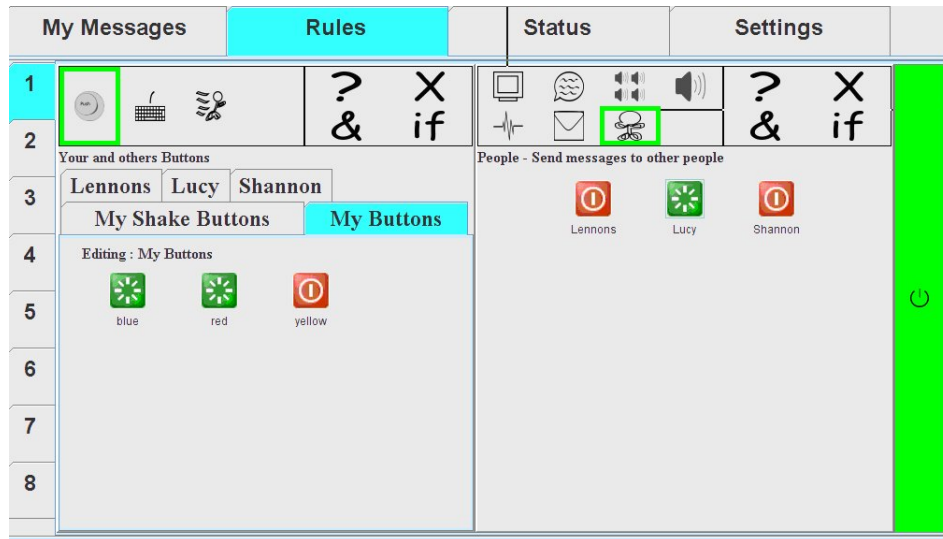 My Messages Rules Status Settings
1
2
3
4
5
6
7
8
Push
? X
& if
? X
& if
Your and others Buttons
Lennons Lucy Shannon
My Shake Buttons My Buttons
Editing : My Buttons
blue red yellow
People - Send messages to other people
Lennons Lucy Shannon